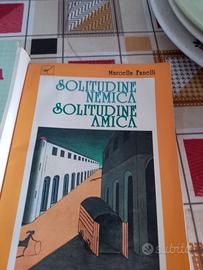 Marcella Fanelli
SOLITUDINE
NEMICA
SOLITUDINE
AMICA
subito